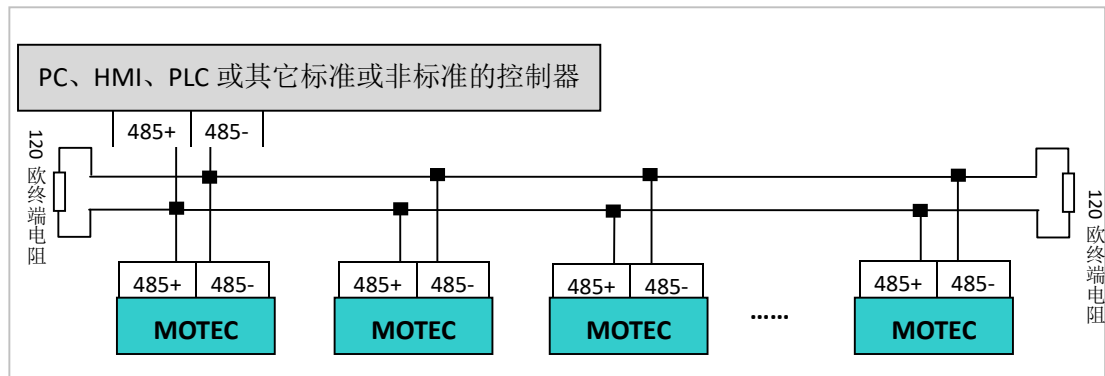 PC、HMI、PLC 或其它标准或非标准的控制器
485+ 485-
120 欧终端电阻
120 欧终端电阻
485+ 485- 485+ 485- 485+ 485- 485+ 485-
MOTEC MOTEC MOTEC …… MOTEC